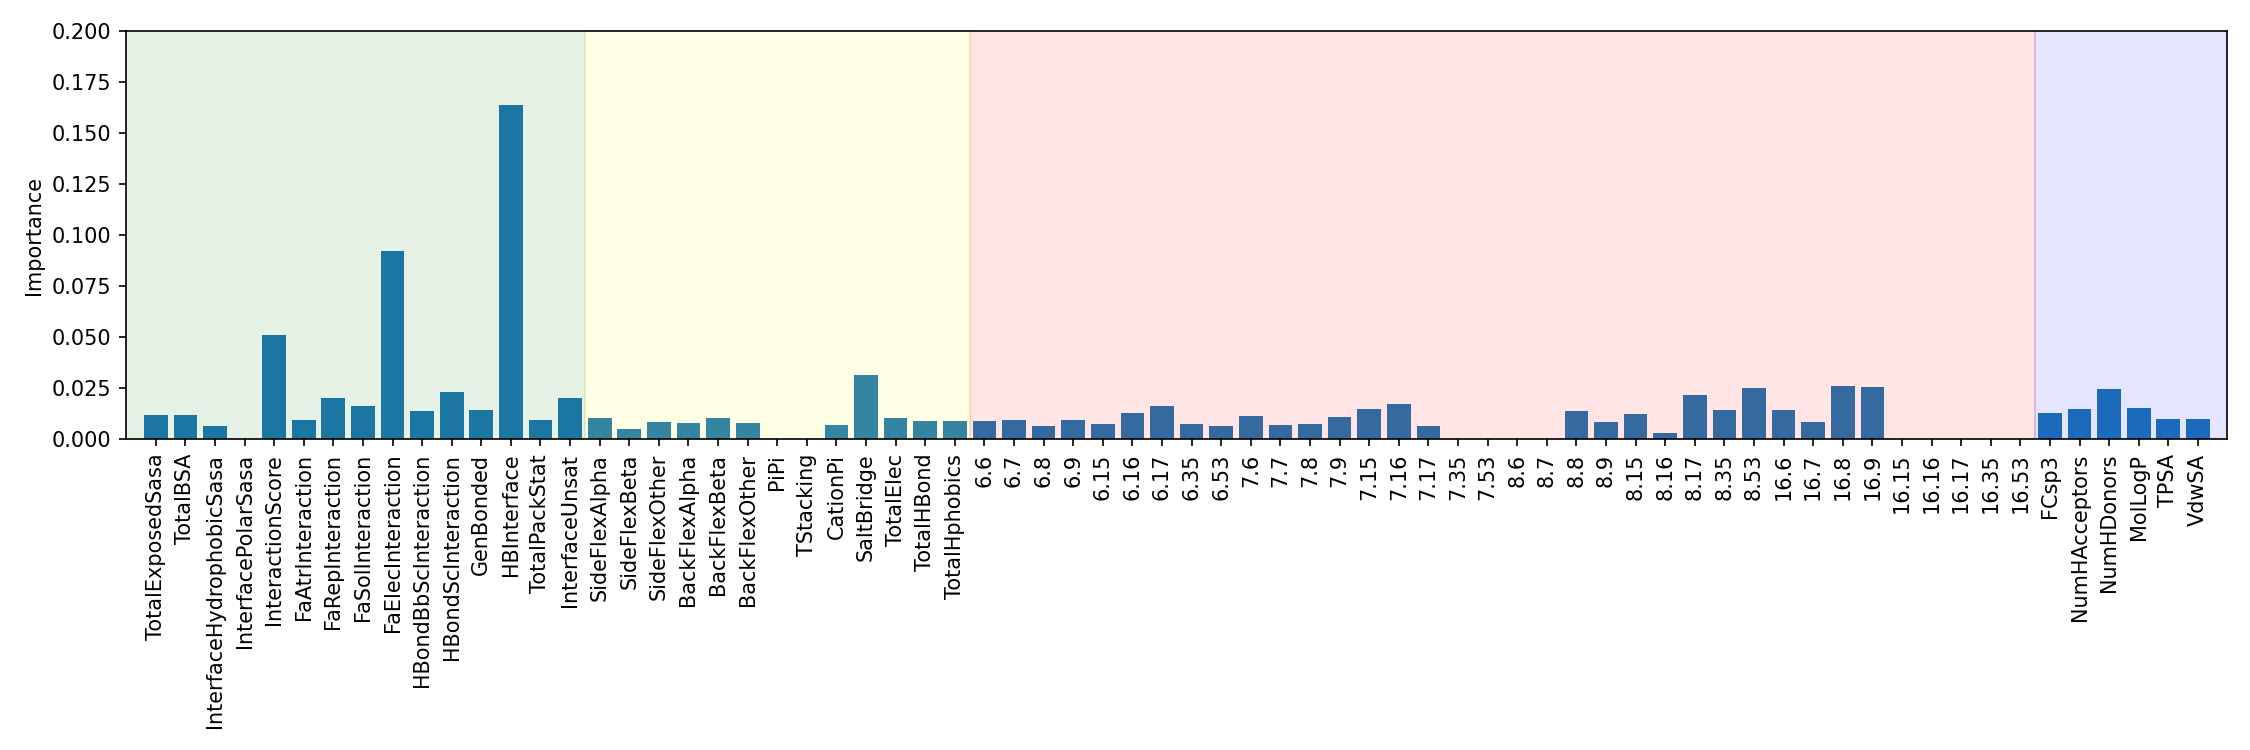 0.200
0.175
0.150
0.125
0.100
0.075
0.050
0.025
0.000
Importance
TotalExposedSasa
TotalBSA
InterfaceHydrophobicSasa
InterfacePolarSasa
InteractionScore
FaAtrInteraction
FaRepInteraction
FaSolInteraction
FaElecInteraction
HBondBbScInteraction
HBondScInteraction
GenBonded
HBInterface
TotalPackStat
InterfaceUnsat
SideFlexAlpha
SideFlexBeta
SideFlexOther
BackFlexAlpha
BackFlexBeta
BackFlexOther
PiPi
TStacking
CationPi
SaltBridge
TotalElec
TotalHBond
TotalHphobics
6.6
6.7
6.8
6.9
6.15
6.16
6.17
6.35
6.53
7.6
7.7
7.8
7.9
7.15
7.16
7.17
7.35
7.53
8.6
8.7
8.8
8.9
8.15
8.16
8.17
8.35
8.53
16.6
16.7
16.8
16.9
16.15
16.16
16.17
16.35
16.53
FCsp3
NumHAcceptors
NumHDonors
MolLogP
TPSA
VdwSA